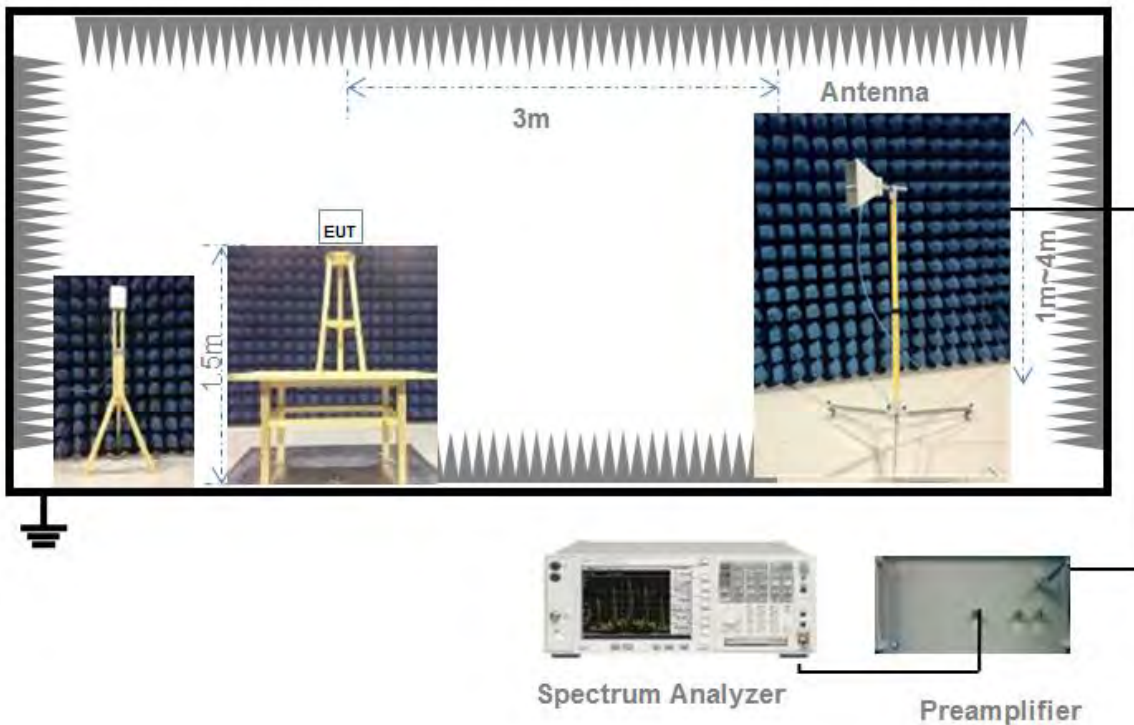 Antenna
3m
EUT
1.5m
1m~4m
Spectrum Analyzer
Preamplifier